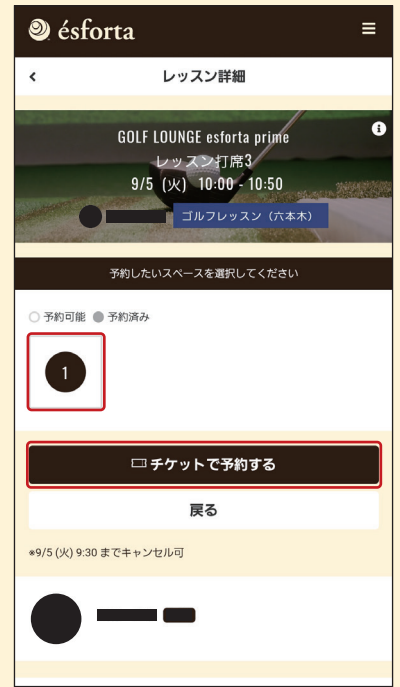 ésforta
レッスン詳細
GOLF LOUNGE esforta prime
レッスン打席3
9/5 (火) 10:00 - 10:50
ゴルフレッスン（六本木）
予約したいスペースを選択してください
予約可能 予約済み
1
チケットで予約する
戻る
※9/5 (火) 9:30 までキャンセル可